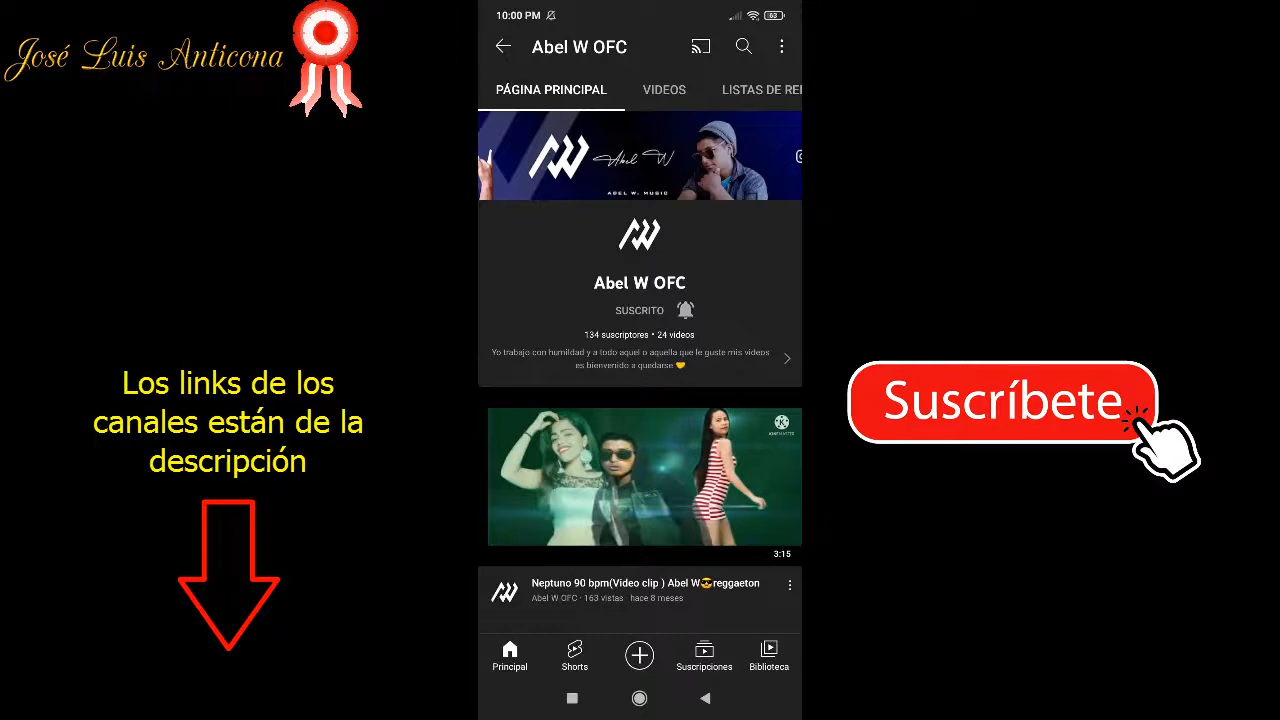 José Luis Anticona
10:00 PM
63
Abel W OFC
PÁGINA PRINCIPAL
VIDEOS
LISTAS DE RE
Abel W
ABEL W. MUSIC
Abel W OFC
SUSCRITO
134 suscriptores • 24 videos
Yo trabajo con humildad y a todo aquel o aquella que le guste mis videos
es bienvenido a quedarse 🤝
Los links de los
canales están de la
descripción
Suscríbete
3:15
Neptuno 90 bpm(Video clip ) Abel W😎reggaeton
Abel W OFC · 163 vistas · hace 8 meses
Principal
Shorts
Suscripciones
Biblioteca